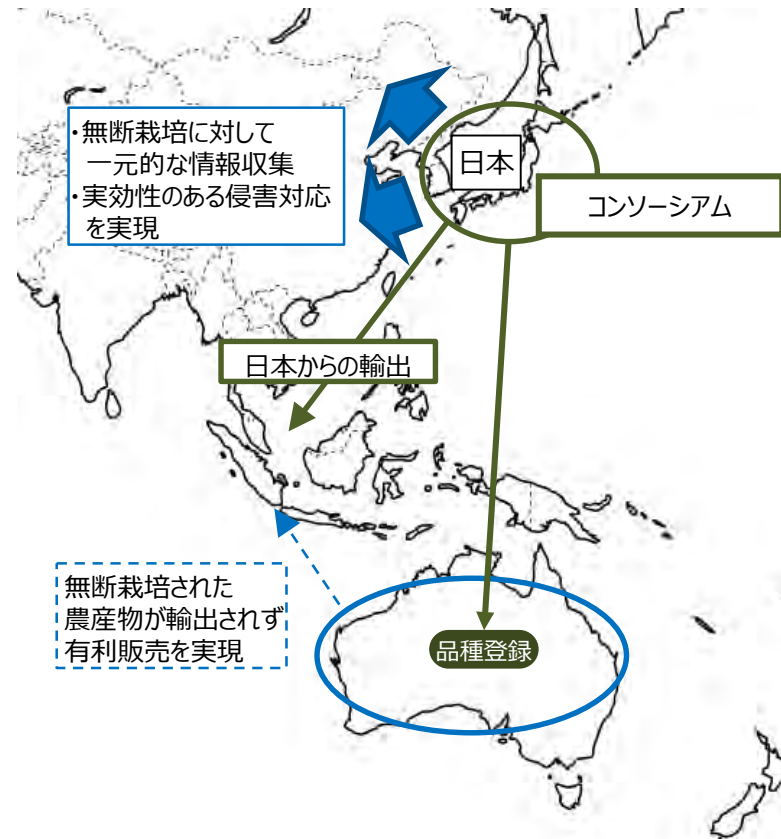 ・無断栽培に対して
一元的な情報収集
・実効性のある侵害対応
を実現
日本
コンソーシアム
日本からの輸出
無断栽培された
農産物が輸出されず
有利販売を実現
品種登録